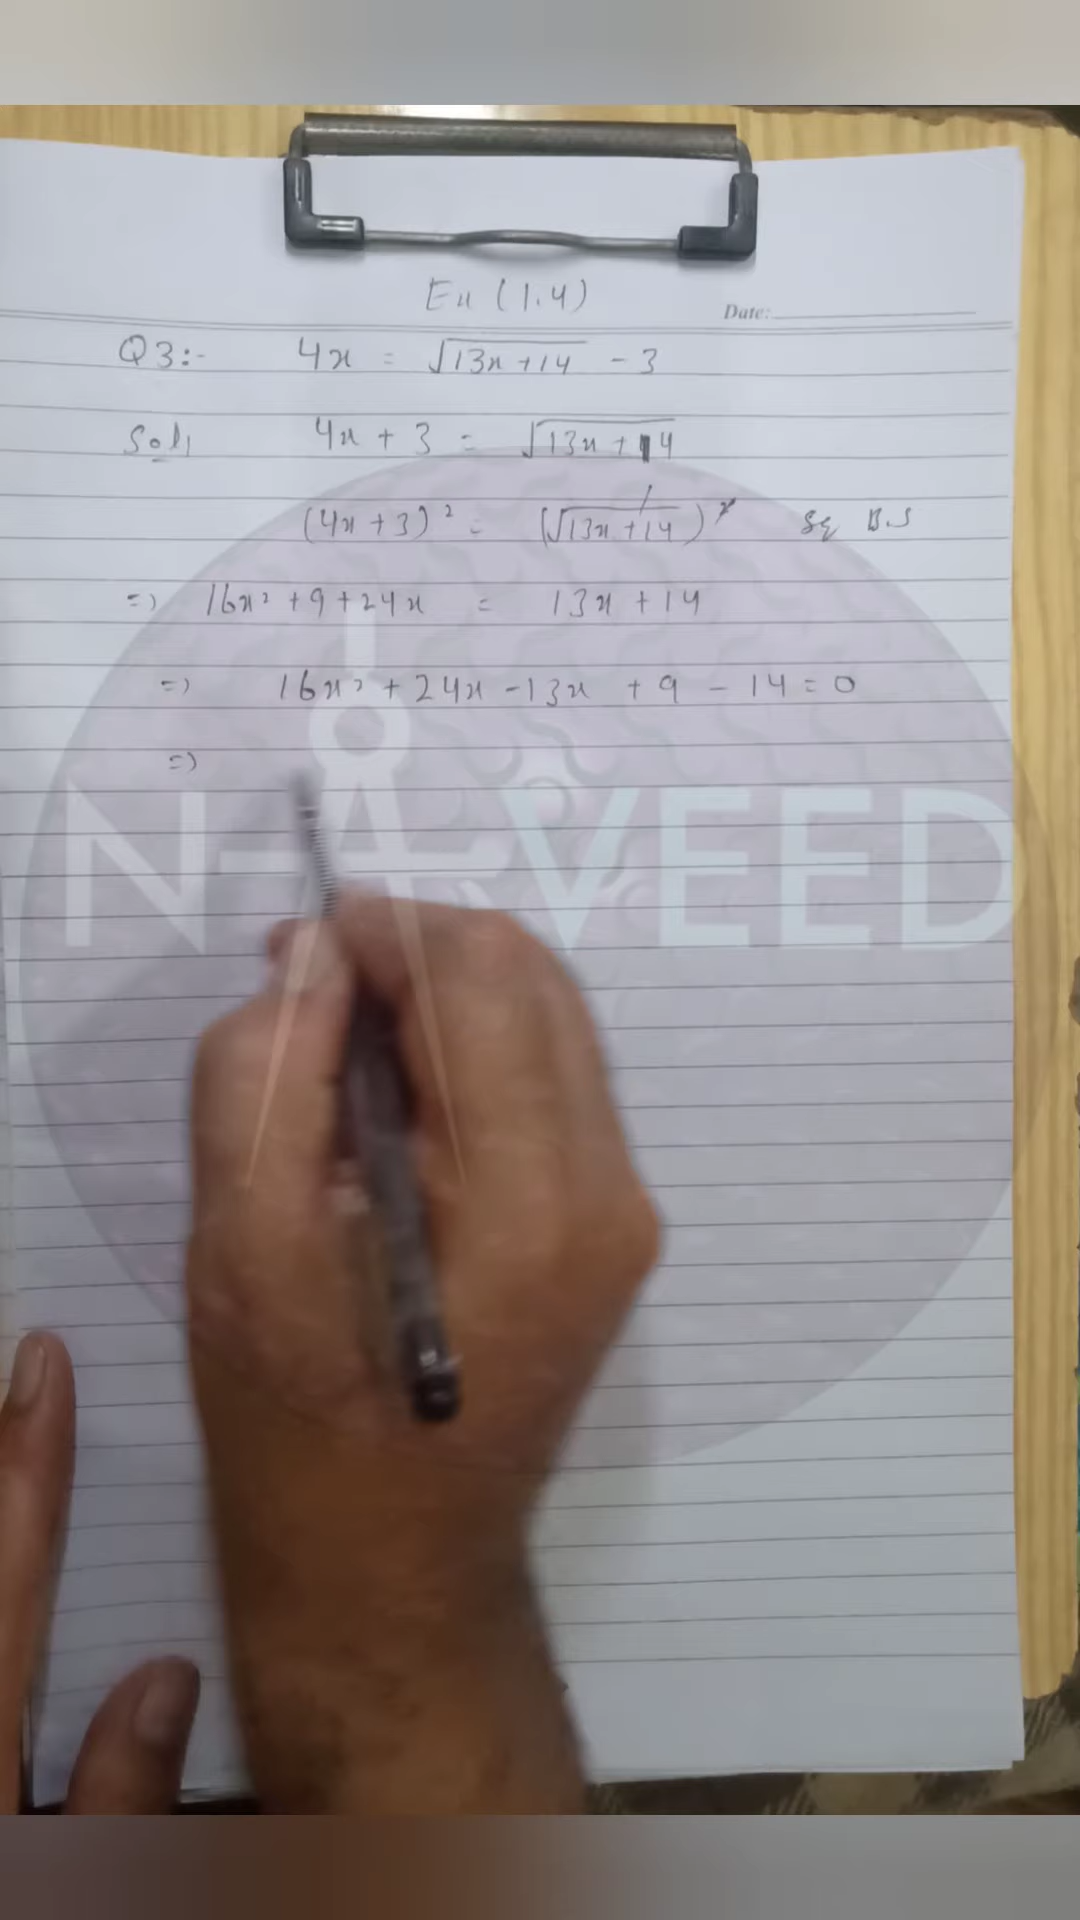 Ex (1.4)
Date:
Q3:- 4x = √13x+14 - 3
Sol, 4x + 3 = √13x+14
(4x+3)² = (√13x+14)² Sq B.S
=) 16x² + 9 + 24x = 13x + 14
=) 16x² + 24x - 13x + 9 - 14 = 0
=)
NAVEED